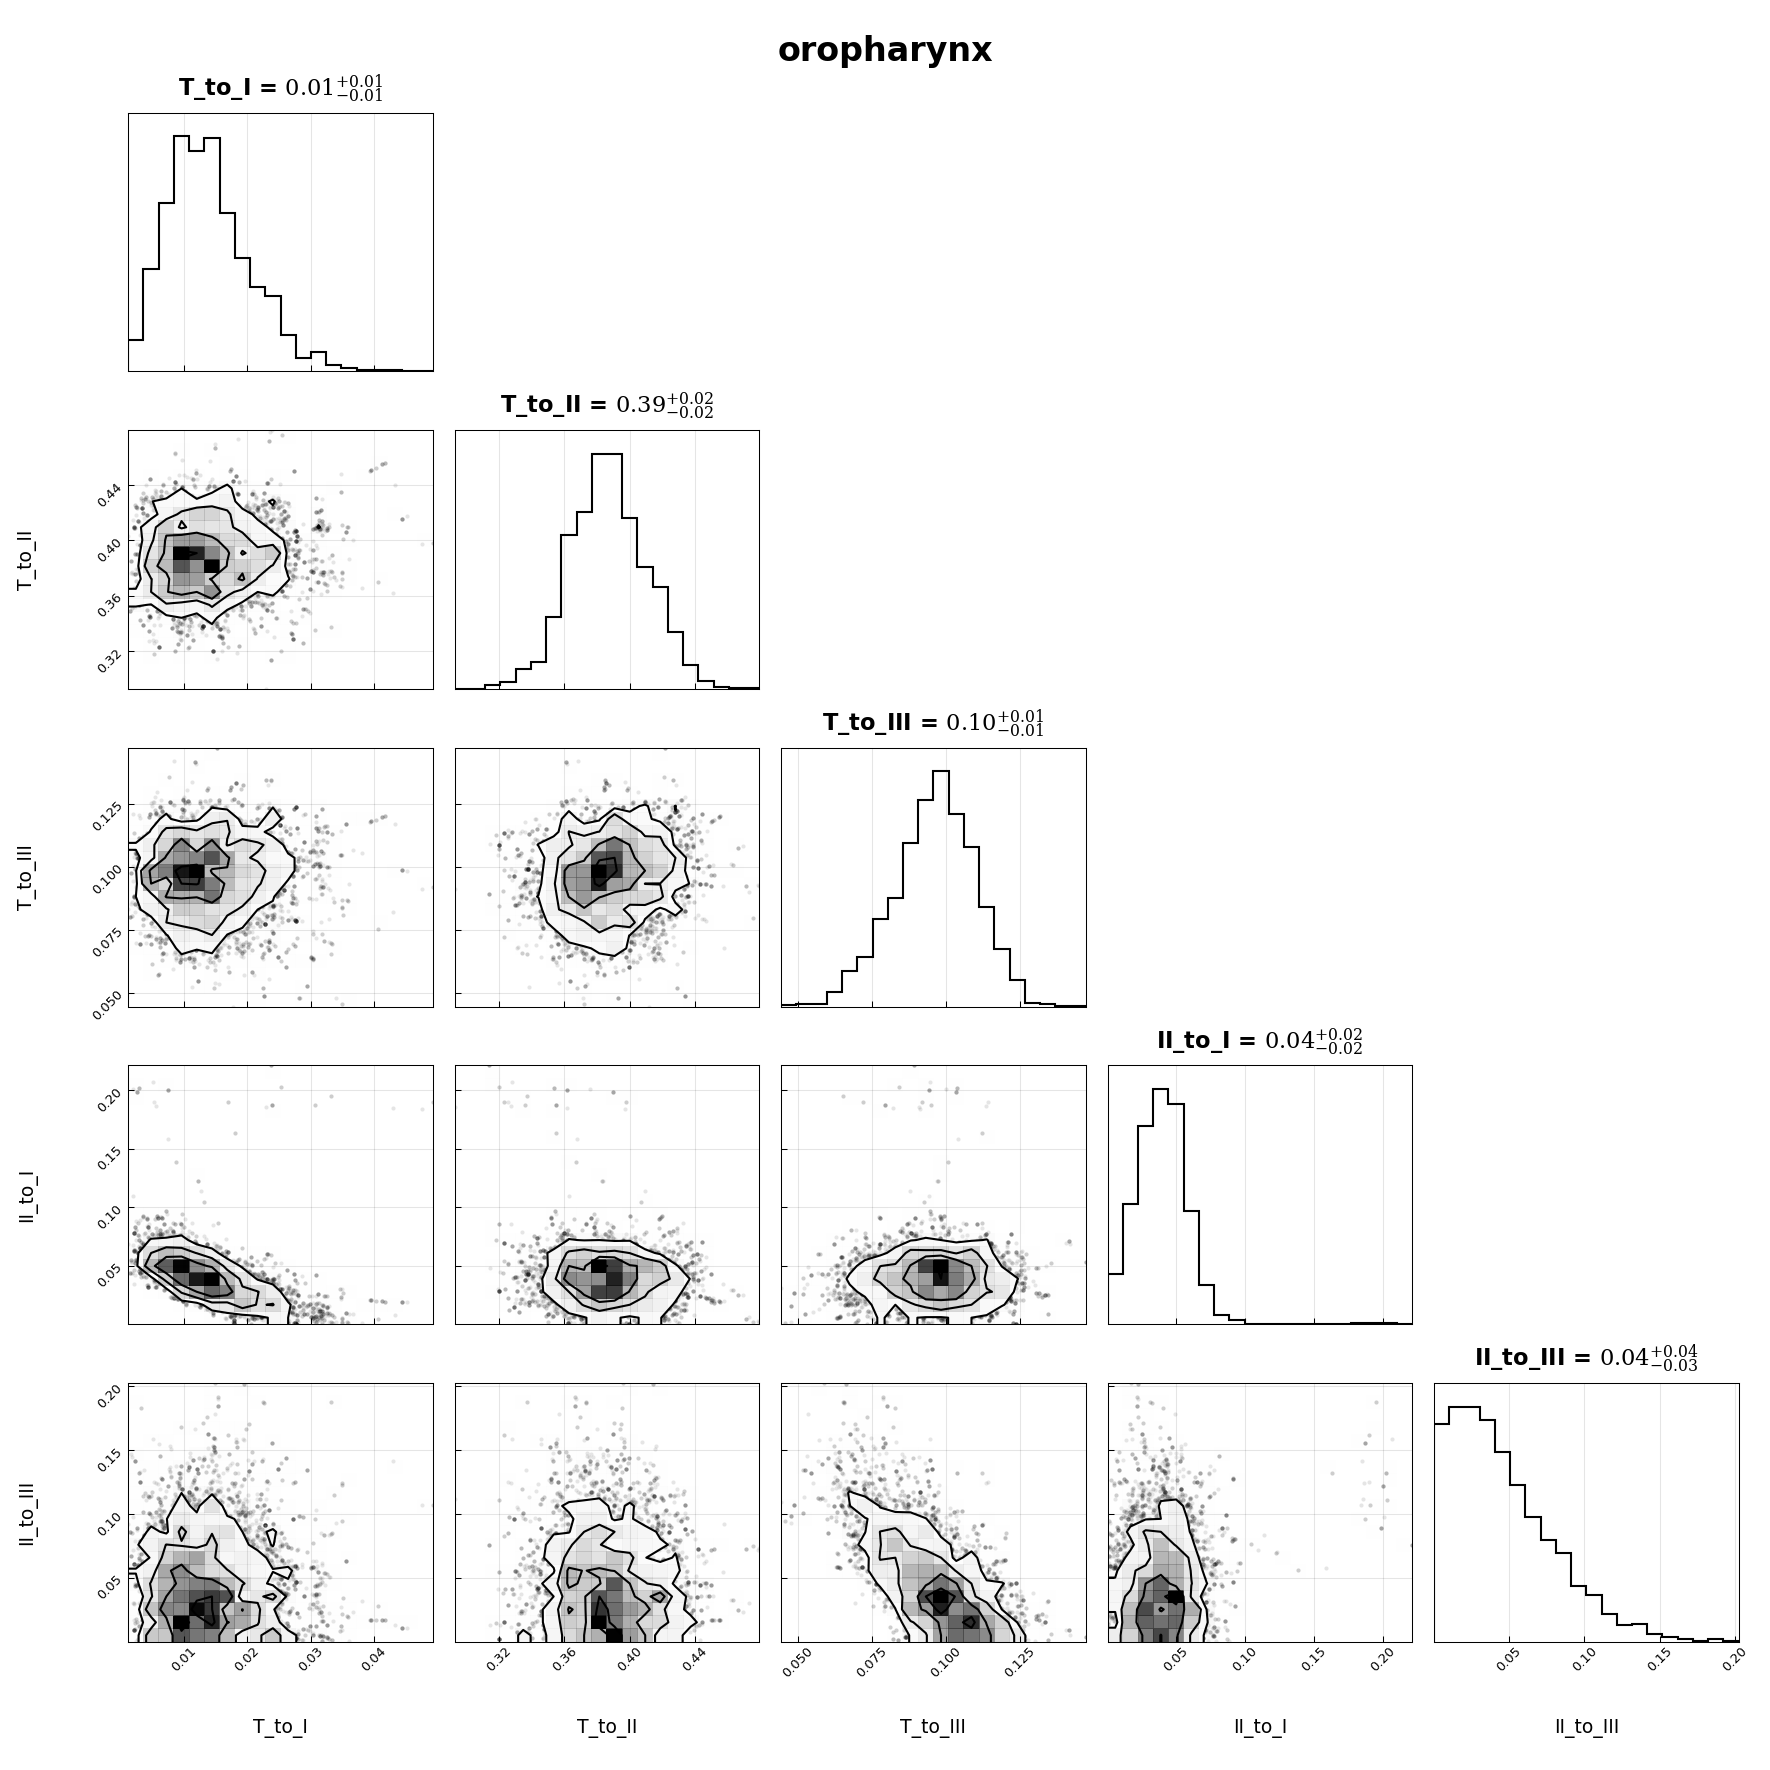 oropharynx
T_to_I = 0.01+0.01 −0.01
T_to_II = 0.39+0.02 −0.02
T_to_II
0.44
0.40
0.36
0.32
T_to_III = 0.10+0.01 −0.01
T_to_III
0.125
0.100
0.075
0.050
II_to_I = 0.04+0.02 −0.02
II_to_I
0.20
0.15
0.10
0.05
II_to_III = 0.04+0.04 −0.03
II_to_III
0.20
0.15
0.10
0.05
0.01 0.02 0.03 0.04 0.32 0.36 0.40 0.44 0.050 0.075 0.100 0.125 0.05 0.10 0.15 0.20 0.05 0.10 0.15 0.20
T_to_I T_to_II T_to_III II_to_I II_to_III